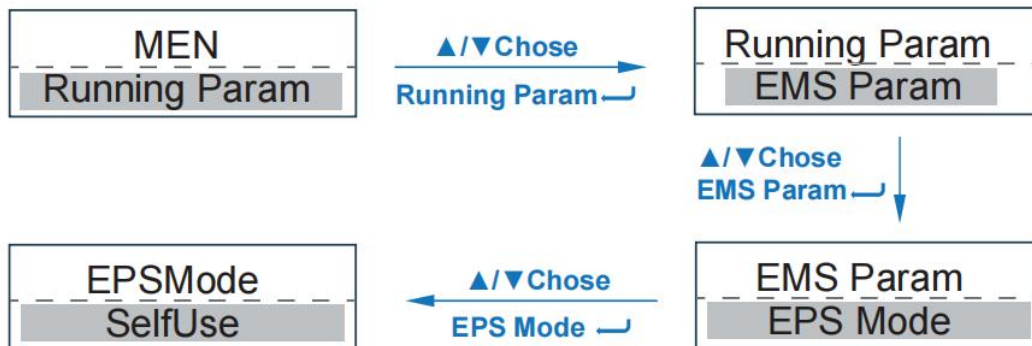 MEN
Running Param
▲/▼Chose
Running Param↵
Running Param
EMS Param
▲/▼Chose
EMS Param↵
EMS Param
EPS Mode
▲/▼Chose
EPS Mode ↵
EPSMode
SelfUse